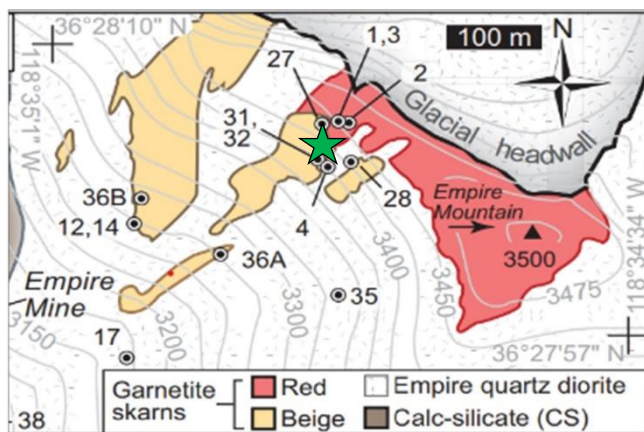 36°28'10" N
118°35'1" W
27
1,3
2
100 m
N
Glacial headwall
31,
32
36B
12,14
4
28
Empire
Mountain
3500
118°34'34" W
36A
35
3400
3450
3475
3300
3200
3150
Empire
Mine
17
36°27'57" N
38
Garnetite
skarns
Red
Empire quartz diorite
Beige
Calc-silicate (CS)